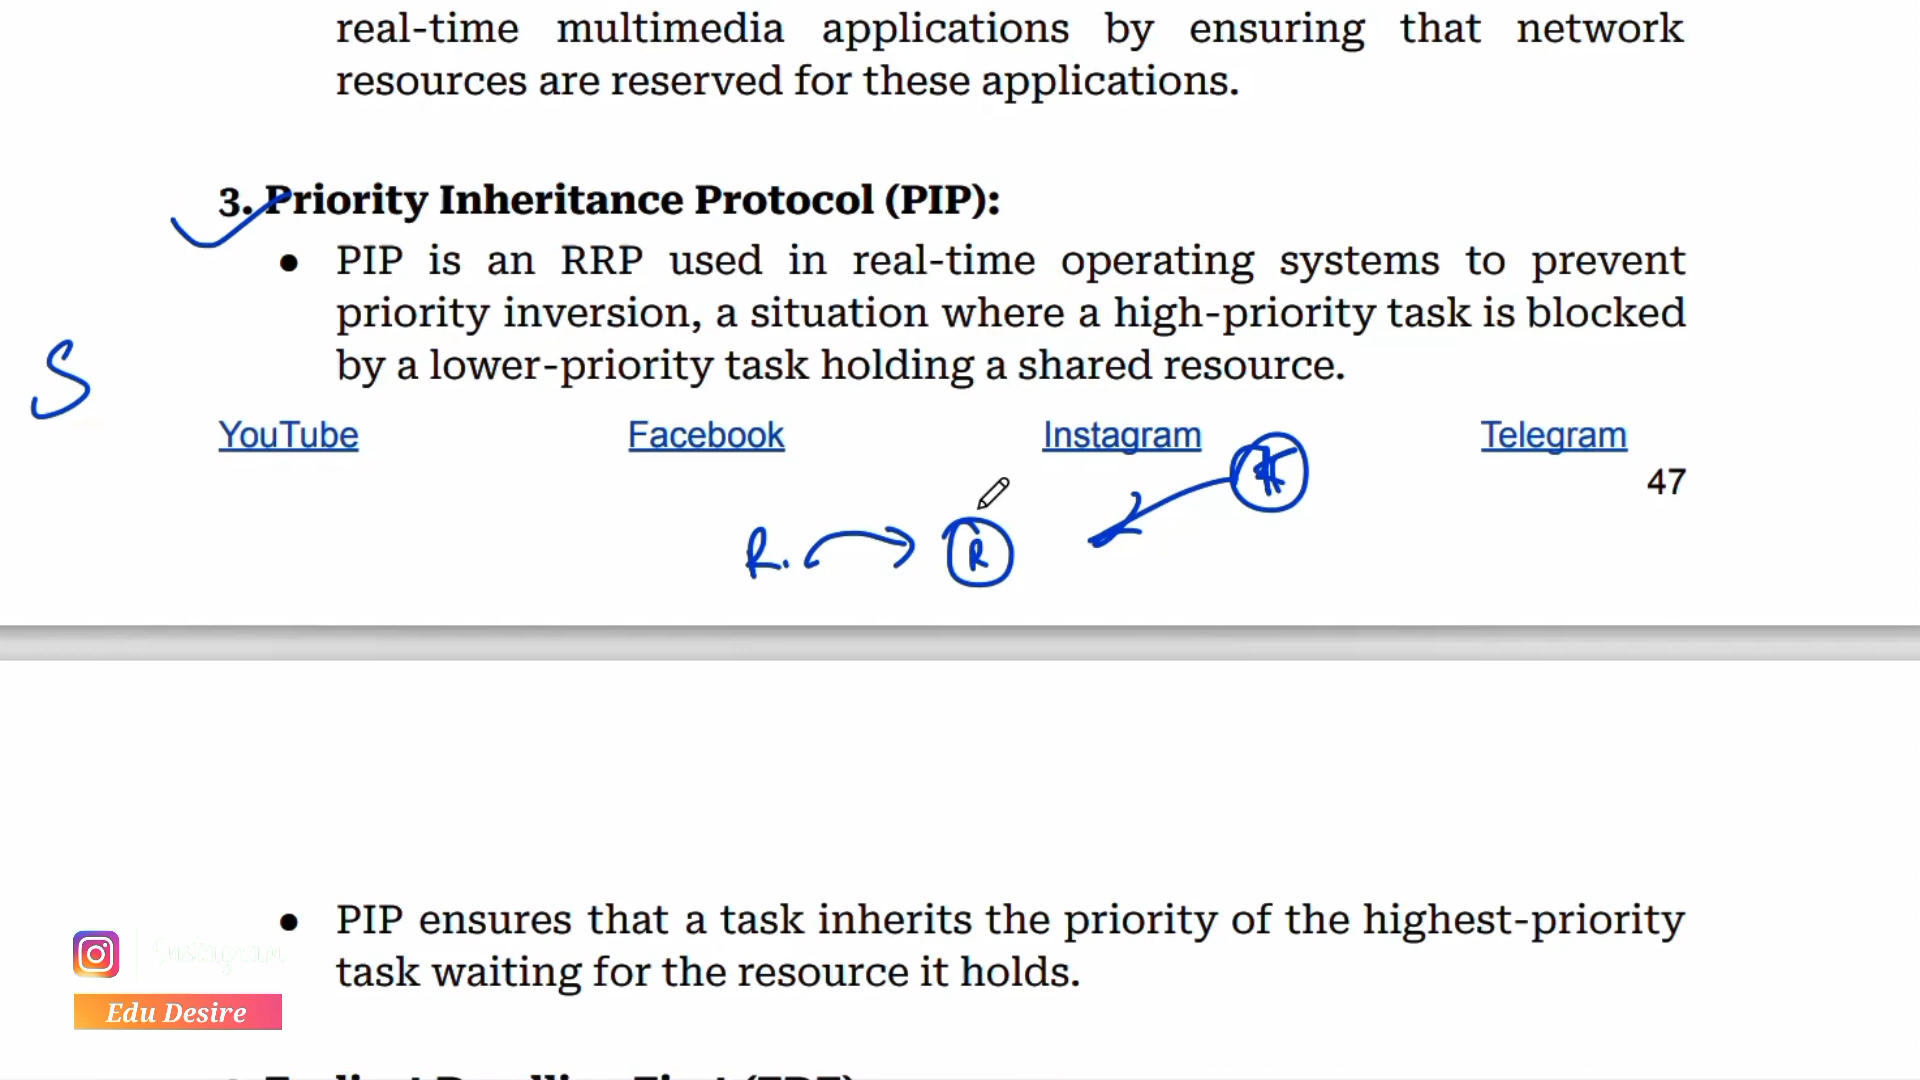 real-time multimedia applications by ensuring that network
resources are reserved for these applications.
3. Priority Inheritance Protocol (PIP):
● PIP is an RRP used in real-time operating systems to prevent
priority inversion, a situation where a high-priority task is blocked
by a lower-priority task holding a shared resource.
S
YouTube Facebook Instagram Telegram
47
R. R
● PIP ensures that a task inherits the priority of the highest-priority
task waiting for the resource it holds.
Instagram
Edu Desire